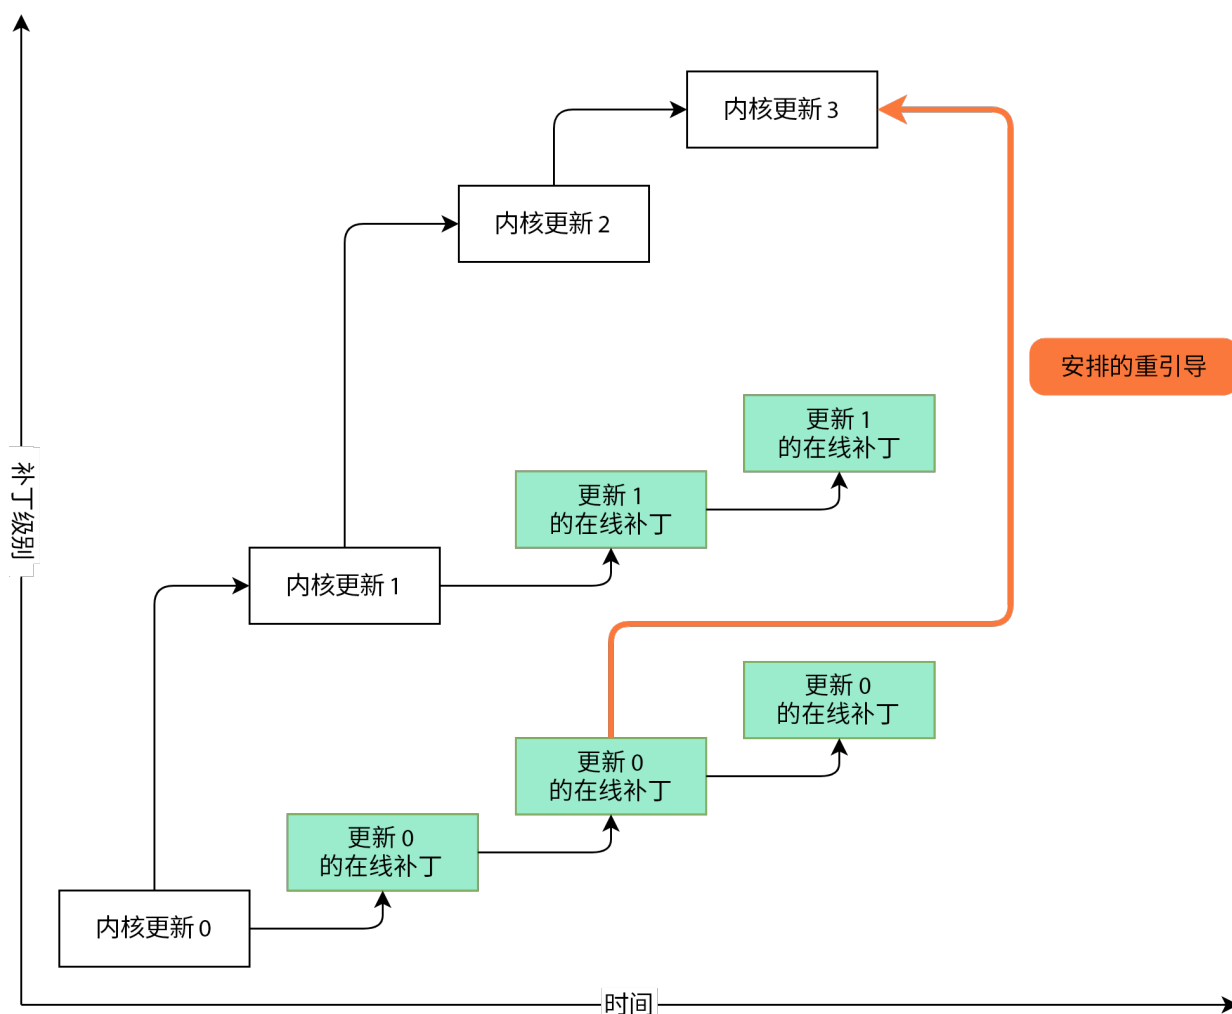 内核更新 3
内核更新 2
安排的重引导
更新 1
的在线补丁
更新 1
的在线补丁
补丁级别
内核更新 1
更新 0
的在线补丁
更新 0
的在线补丁
更新 0
的在线补丁
内核更新 0
时间